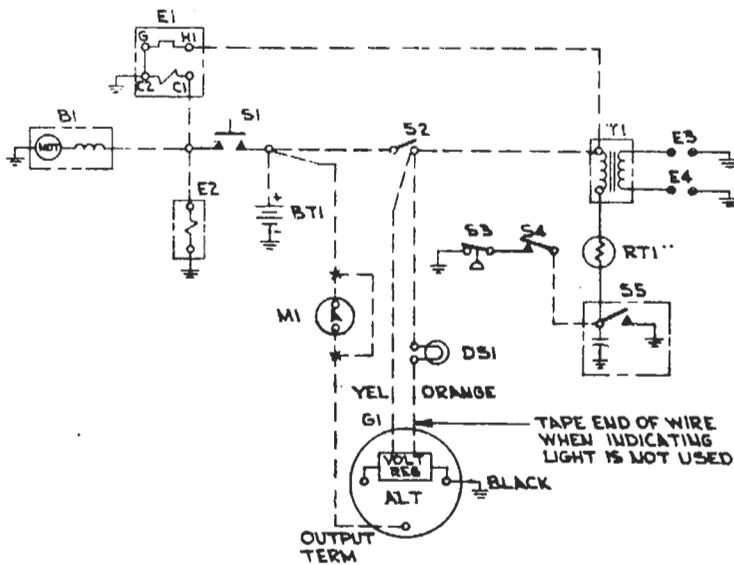 E1
G H1
C2 C1
B1
MOT
S1
S2
T1
E3
E4
E2
+
BT1
-
S3 S4
RT1''
S5
M1
A
DS1
YEL ORANGE
G1
TAPE END OF WIRE
WHEN INDICATING
LIGHT IS NOT USED
VOLT
REG
ALT
BLACK
OUTPUT
TERM